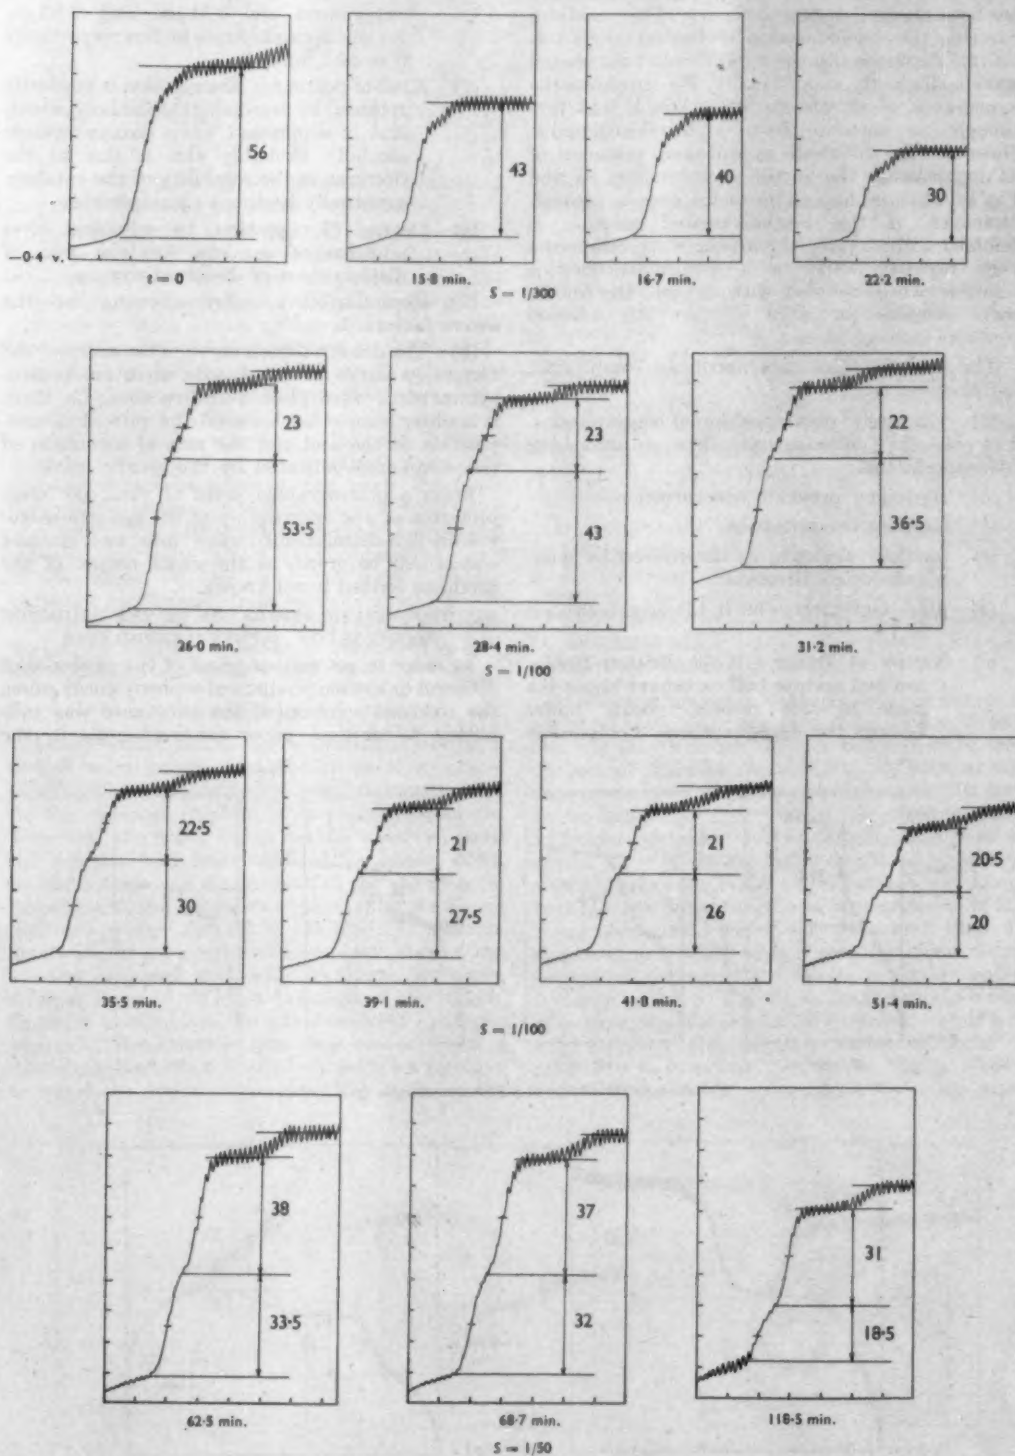 56
43
40
30
—0·4 v.
t = 0
15·8 min.
16·7 min.
22·2 min.
S = 1/300
23
53·5
23
43
22
36·5
26·0 min.
28·4 min.
31·2 min.
S = 1/100
22·5
30
21
27·5
21
26
20·5
20
35·5 min.
39·1 min.
41·8 min.
51·4 min.
S = 1/100
38
33·5
37
32
31
18·5
62·5 min.
68·7 min.
118·5 min.
S = 1/50